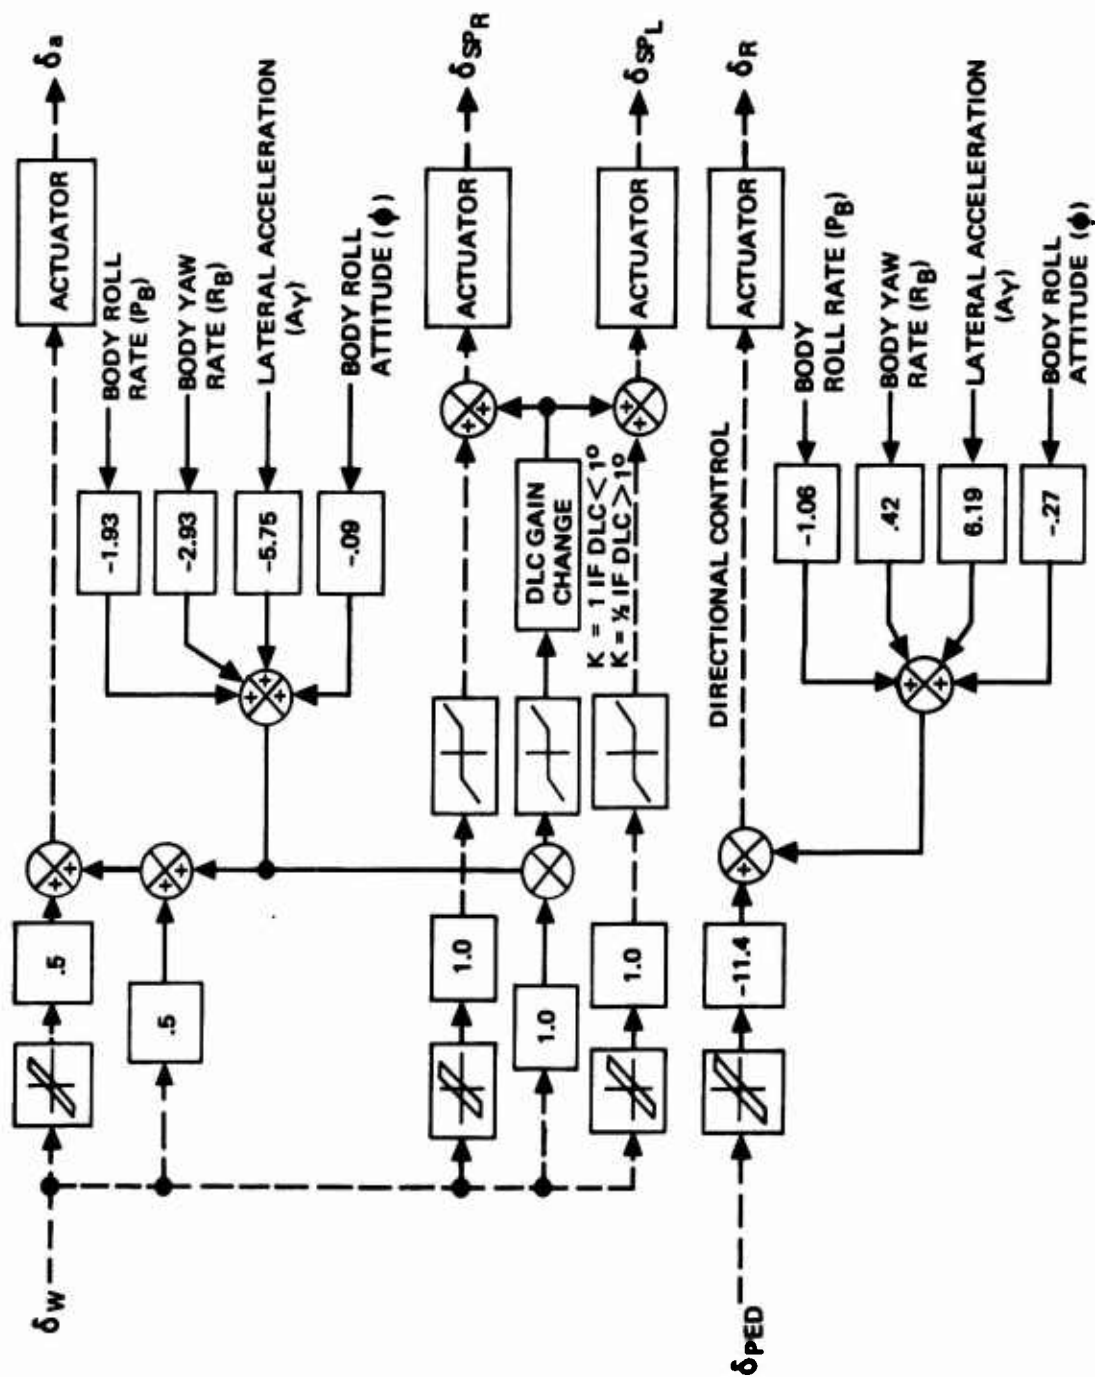 δW
.5
.5
ACTUATOR
δa
-1.93
BODY ROLL
RATE (PB)
-2.93
BODY YAW
RATE (RB)
-5.75
LATERAL ACCELERATION
(AY)
-.09
BODY ROLL
ATTITUDE (ϕ)
+ +
+ +
+ + + +
1.0
ACTUATOR
δSPR
+ +
1.0
DLC GAIN
CHANGE
K = 1 IF DLC < 1°
K = ½ IF DLC > 1°
1.0
+ +
ACTUATOR
δSPL
DIRECTIONAL CONTROL
δPED
-11.4
+ +
ACTUATOR
δR
-1.06
BODY
ROLL RATE (PB)
.42
BODY YAW
RATE (RB)
6.19
LATERAL ACCELERATION
(AY)
-.27
BODY ROLL
ATTITUDE (ϕ)
+ +